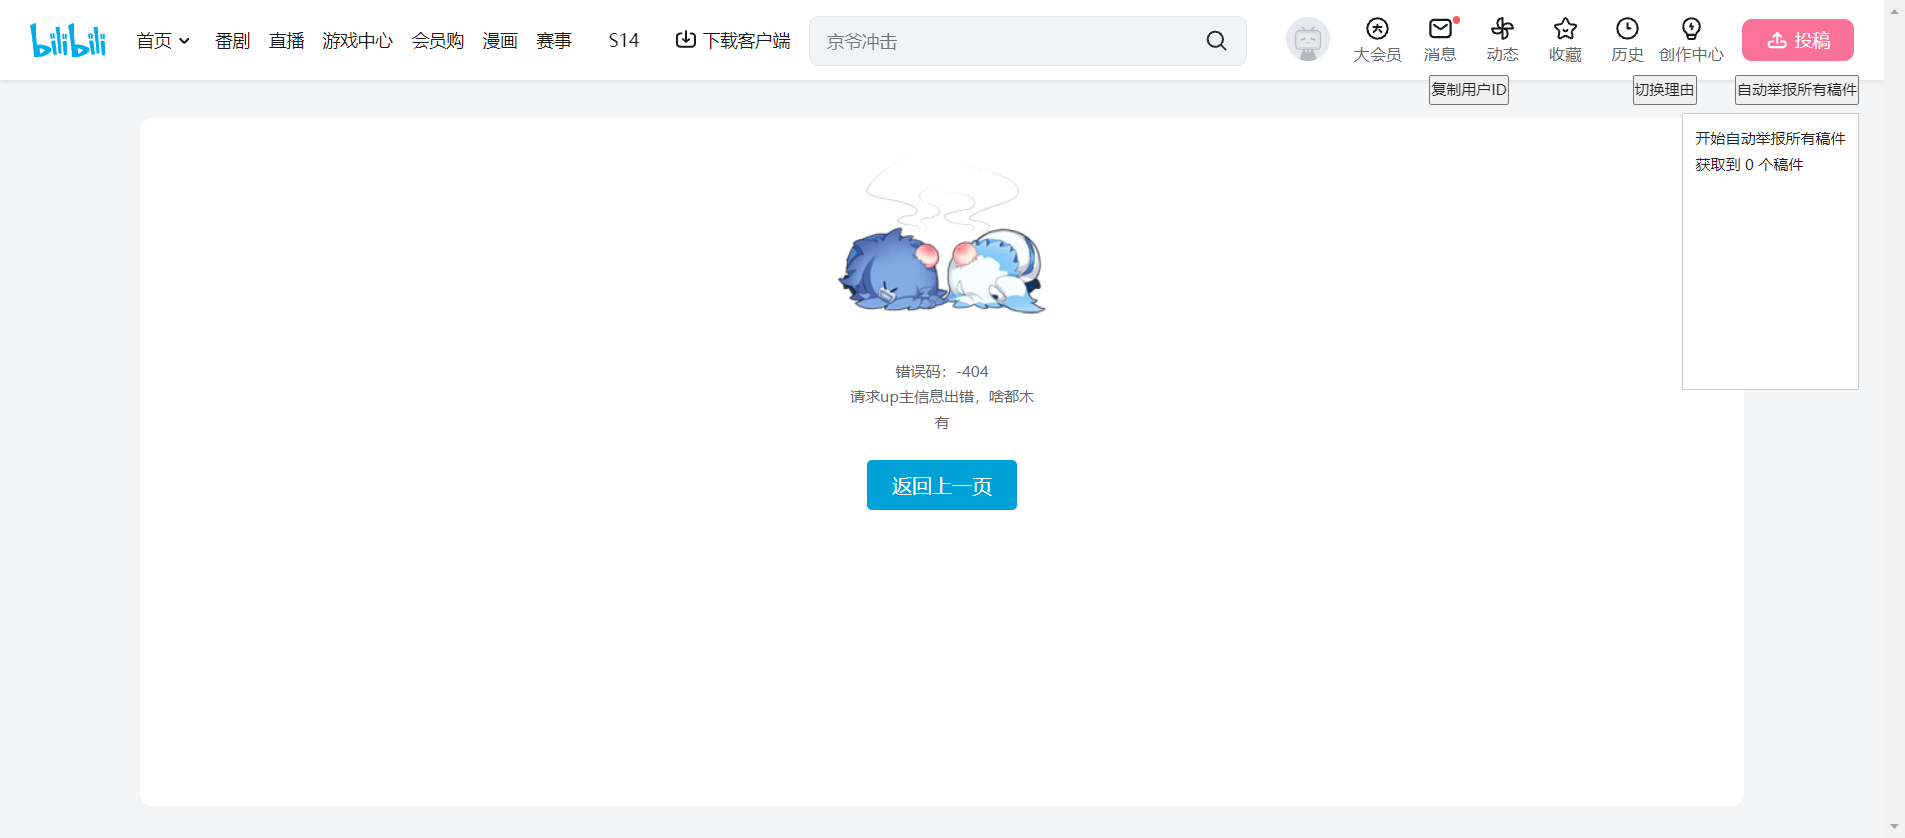 bilibili 首页 番剧 直播 游戏中心 会员购 漫画 赛事 S14 下载客户端 京爷冲击 大会员 消息 动态 收藏 历史 创作中心 投稿
复制用户ID 切换理由 自动举报所有稿件
开始自动举报所有稿件
获取到 0 个稿件
错误码：-404
请求up主信息出错，啥都木
有
返回上一页